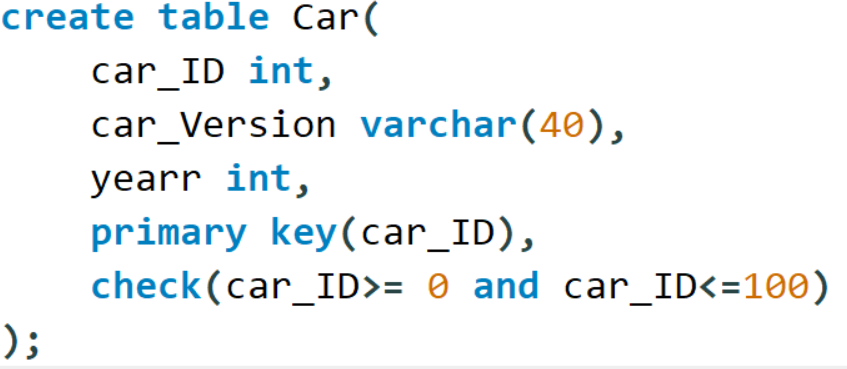 create table Car(
car_ID int,
car_Version varchar(40),
yearr int,
primary key(car_ID),
check(car_ID>= 0 and car_ID<=100)
);